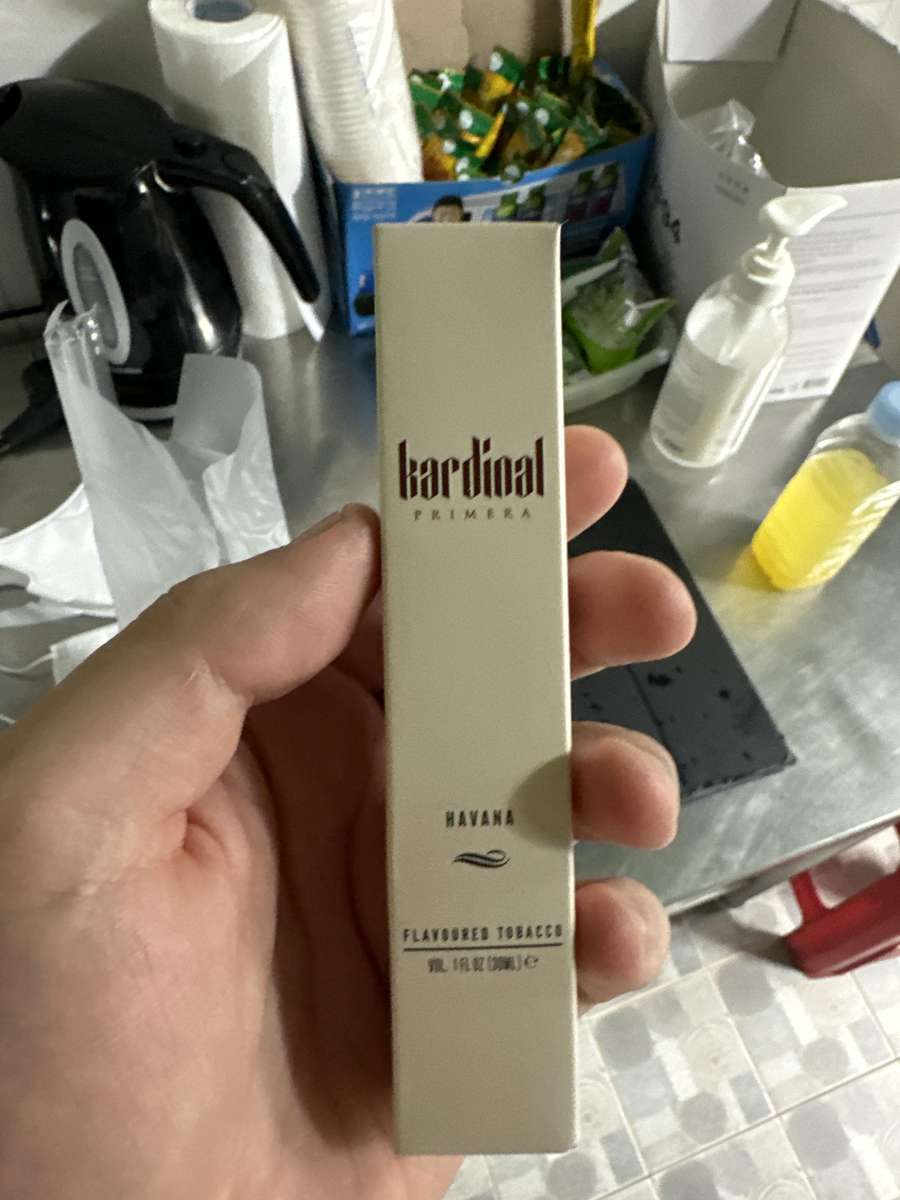 kardinal
PRIMERA
HAVANA
FLAVOURED TOBACCO
VOL. 1 FL OZ (30ML) ℮